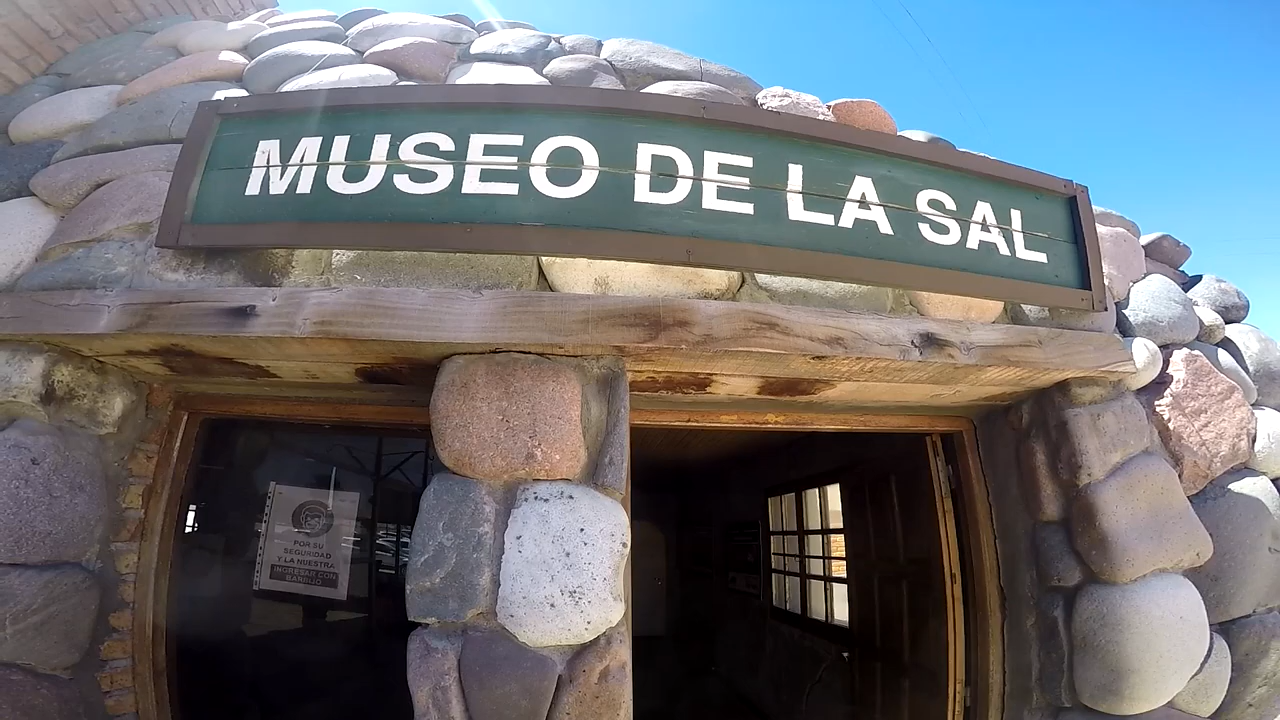 MUSEO DE LA SAL
POR SU
SEGURIDAD
Y LA NUESTRA
INGRESAR CON
BARBIJO